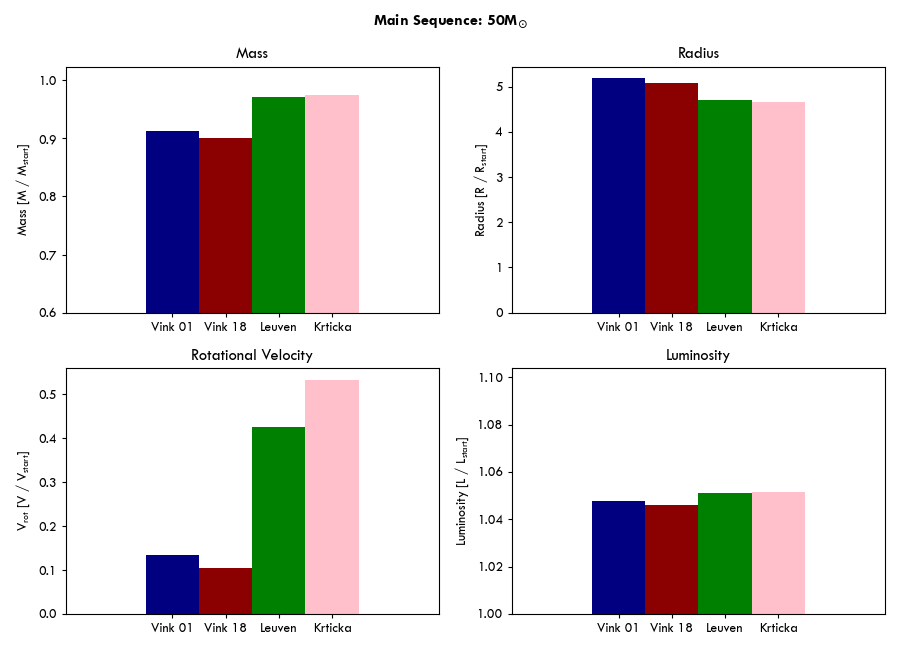 Main Sequence: 50M⊙
Mass
Mass [M / Mstart]
1.0
0.9
0.8
0.7
0.6
Vink 01 Vink 18 Leuven Krticka
Radius
Radius [R / Rstart]
5
4
3
2
1
0
Vink 01 Vink 18 Leuven Krticka
Rotational Velocity
Vrot [V / Vstart]
0.5
0.4
0.3
0.2
0.1
0.0
Vink 01 Vink 18 Leuven Krticka
Luminosity
Luminosity [L / Lstart]
1.10
1.08
1.06
1.04
1.02
1.00
Vink 01 Vink 18 Leuven Krticka